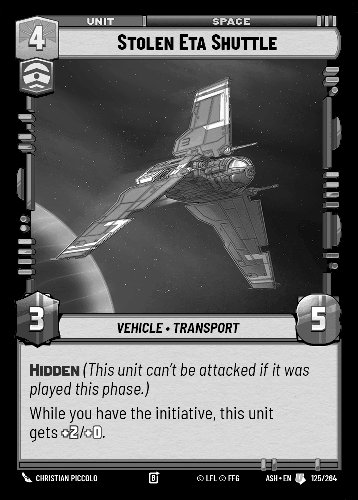 UNIT SPACE
4
STOLEN ETA SHUTTLE
3 VEHICLE • TRANSPORT 5
HIDDEN (This unit can't be attacked if it was
played this phase.)
While you have the initiative, this unit
gets +2/+0.
CHRISTIAN PICCOLO © LFL © FFG ASH • EN 125/264